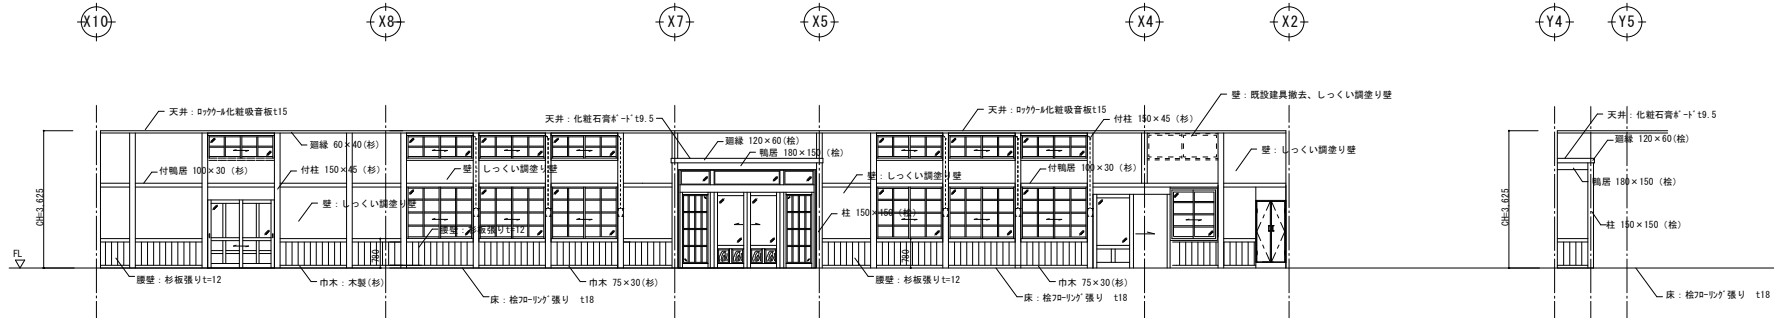 X10 X8 X7 X5 X4 X2 Y4 Y5
壁：既設建具撤去、しっくい調塗り壁
天井：ﾛｯｸｳｰﾙ化粧吸音板t15
天井：化粧石膏ﾎﾞｰﾄﾞt9.5
天井：ﾛｯｸｳｰﾙ化粧吸音板t15
付柱 150×45 (杉)
天井：化粧石膏ﾎﾞｰﾄﾞt9.5
廻縁 60×40(杉)
廻縁 120×60(桧)
鴨居 180×150 (桧)
壁：しっくい調塗り壁
廻縁 120×60(桧)
付鴨居 100×30 (杉)
付柱 150×45 (杉)
壁：しっくい調塗り壁
壁：しっくい調塗り壁
付鴨居 100×30 (杉)
鴨居 180×150 (桧)
壁：しっくい調塗り壁
柱 150×150(桧)
柱 150×150(桧)
CH=3.625
CH=3.625
腰壁：杉板張りt=12
780
780
FL
腰壁：杉板張りt=12
巾木：木製(杉)
巾木 75×30(杉)
腰壁：杉板張りt=12
巾木 75×30(杉)
床：桧ﾌﾛｰﾘﾝｸﾞ張り t18
床：桧ﾌﾛｰﾘﾝｸﾞ張り t18
床：桧ﾌﾛｰﾘﾝｸﾞ張り t18